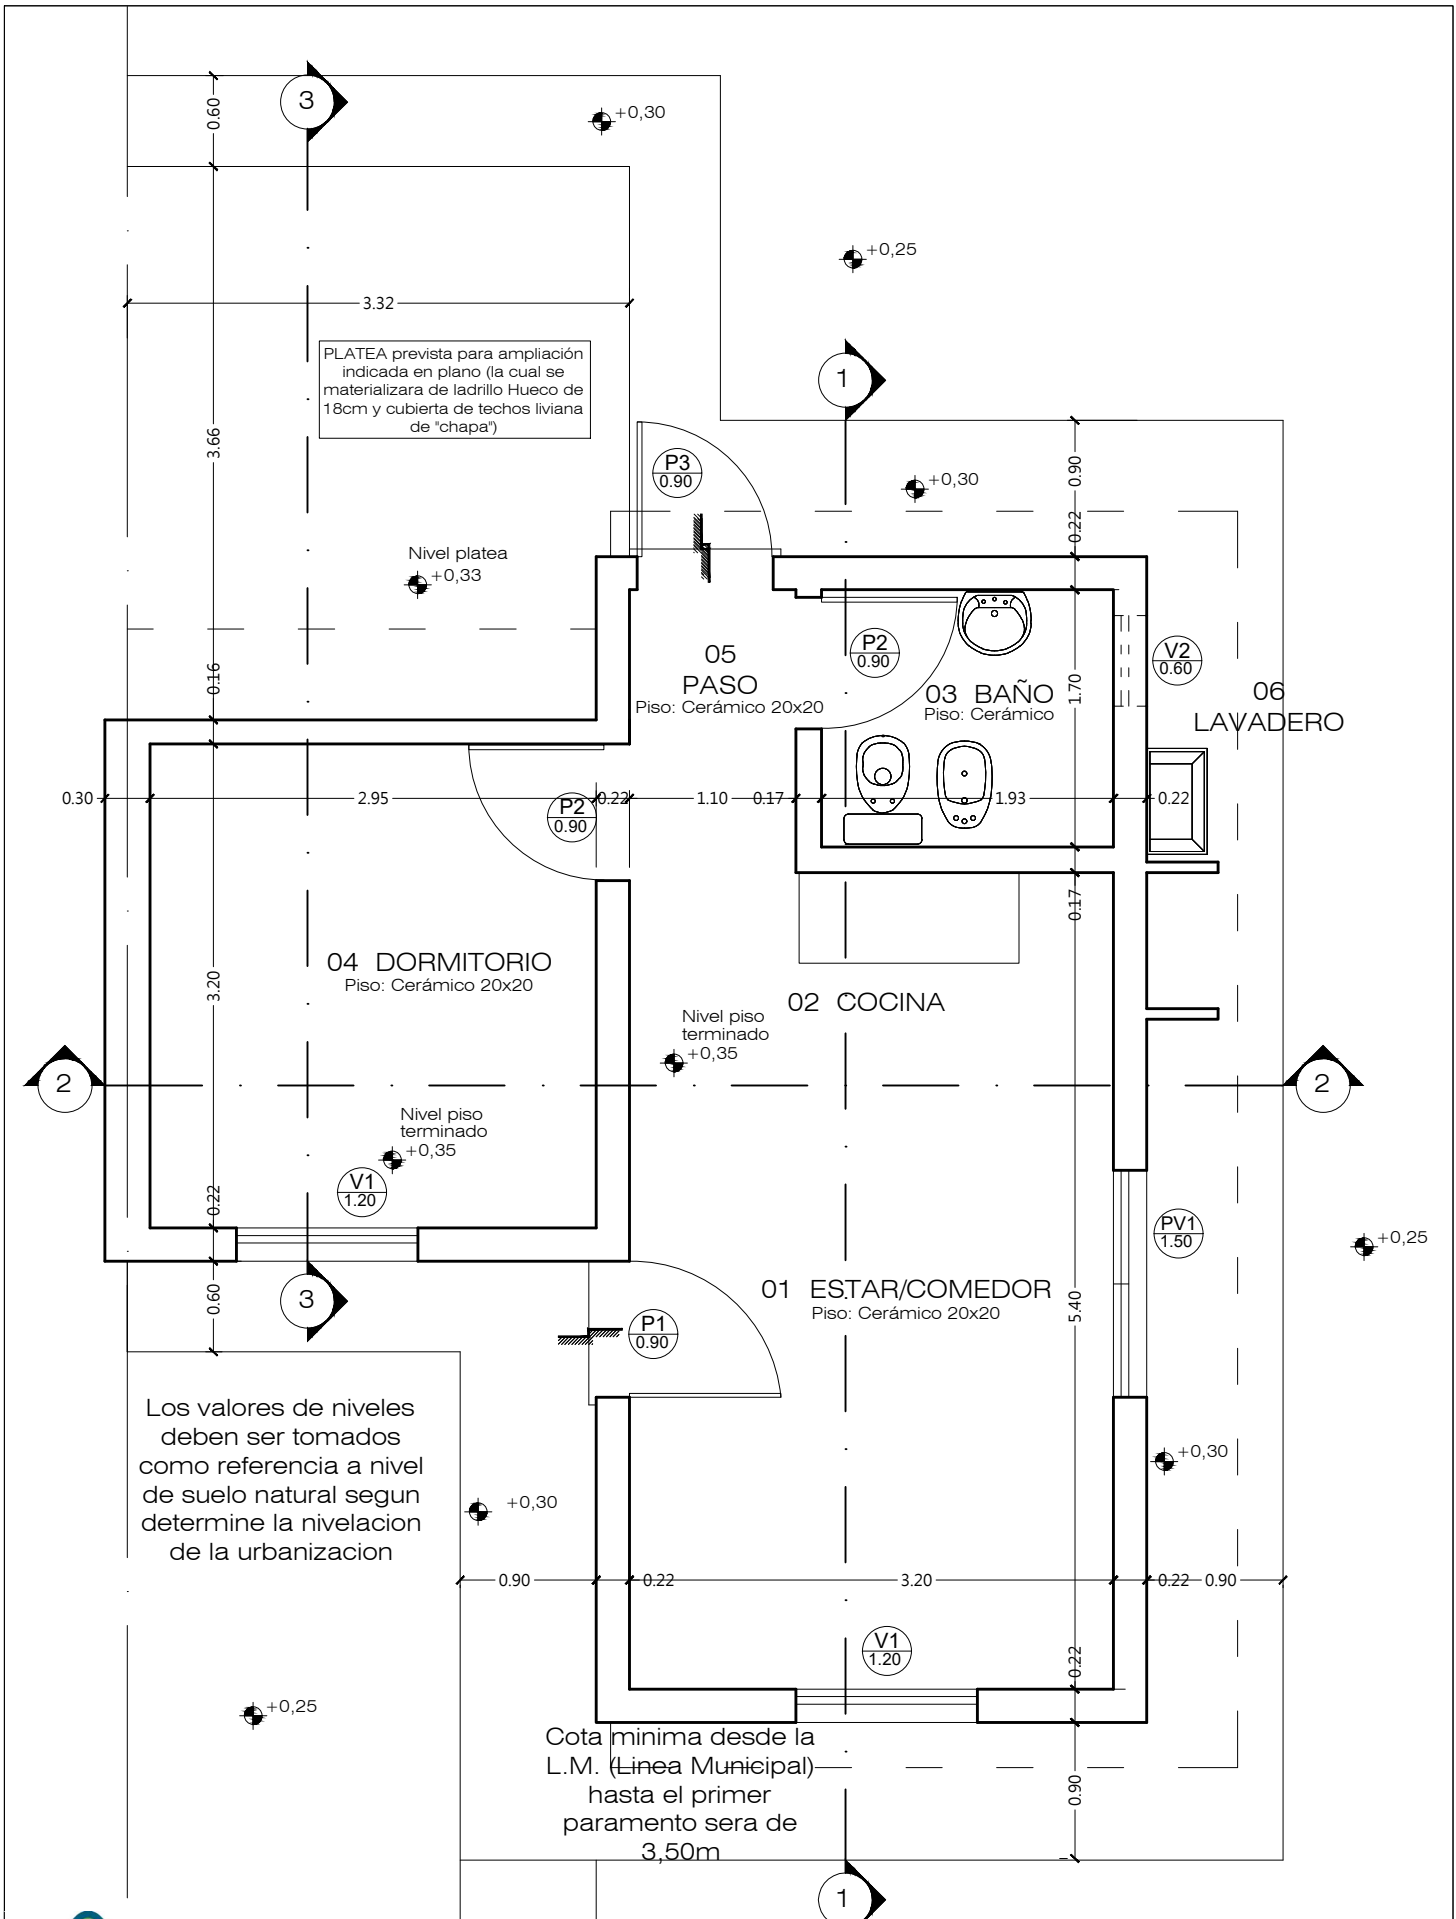 3
0.60
+0,30
+0,25
3.32
PLATEA prevista para ampliación
indicada en plano (la cual se
materializara de ladrillo Hueco de
18cm y cubierta de techos liviana
de "chapa")
1
3.66
P3
0.90
0.90
+0,30
0.22
Nivel platea
+0,33
05
PASO
Piso: Cerámico 20x20
P2
0.90
03 BAÑO
Piso: Cerámico
1.70
V2
0.60
06
LAVADERO
0.16
0.30
2.95
0.22
1.10
0.17
1.93
0.22
P2
0.90
0.17
04 DORMITORIO
Piso: Cerámico 20x20
3.20
02 COCINA
Nivel piso
terminado
+0,35
2
2
Nivel piso
terminado
+0,35
V1
1.20
0.22
PV1
1.50
+0,25
01 ESTAR/COMEDOR
Piso: Cerámico 20x20
5.40
0.60
3
P1
0.90
Los valores de niveles
deben ser tomados
como referencia a nivel
de suelo natural segun
determine la nivelacion
de la urbanizacion
+0,30
+0,30
0.90
0.22
3.20
0.22
0.90
V1
1.20
0.22
+0,25
Cota minima desde la
L.M. (Linea Municipal)
hasta el primer
paramento sera de
3,50m
0.90
1